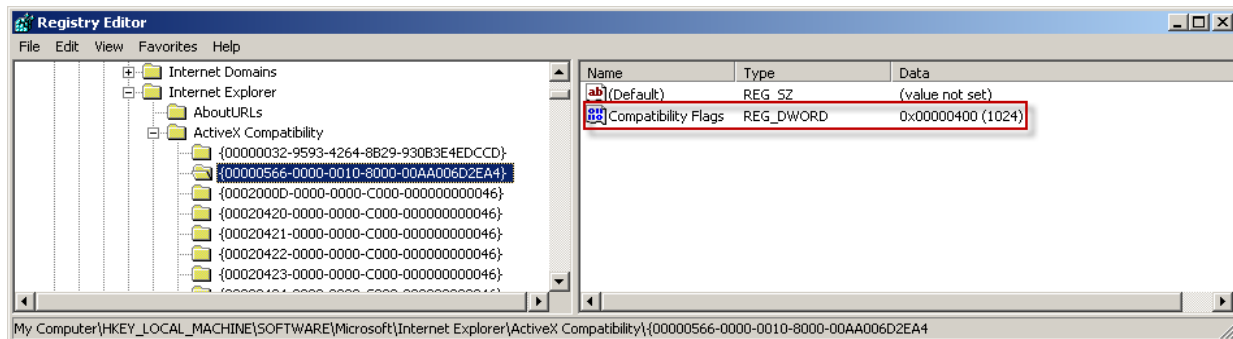 Registry Editor
File Edit View Favorites Help
Internet Domains
Internet Explorer
AboutURLs
ActiveX Compatibility
{00000032-9593-4264-8B29-930B3E4EDCCD}
{00000566-0000-0010-8000-00AA006D2EA4}
{0002000D-0000-0000-C000-000000000046}
{00020420-0000-0000-C000-000000000046}
{00020421-0000-0000-C000-000000000046}
{00020422-0000-0000-C000-000000000046}
{00020423-0000-0000-C000-000000000046}
Name Type Data
(Default) REG_SZ (value not set)
Compatibility Flags REG_DWORD 0x00000400 (1024)
My Computer\HKEY_LOCAL_MACHINE\SOFTWARE\Microsoft\Internet Explorer\ActiveX Compatibility\{00000566-0000-0010-8000-00AA006D2EA4